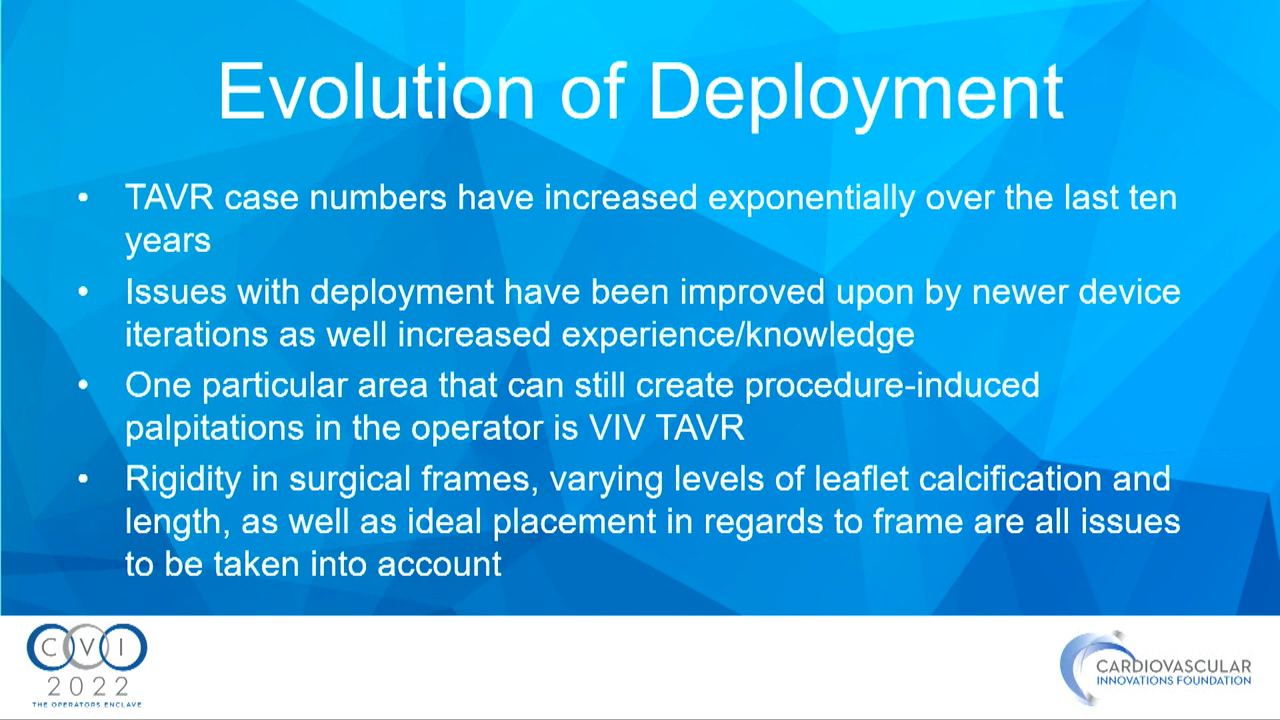 Evolution of Deployment
• TAVR case numbers have increased exponentially over the last ten
years
• Issues with deployment have been improved upon by newer device
iterations as well increased experience/knowledge
• One particular area that can still create procedure-induced
palpitations in the operator is VIV TAVR
• Rigidity in surgical frames, varying levels of leaflet calcification and
length, as well as ideal placement in regards to frame are all issues
to be taken into account
CVI
2022
THE OPERATORS ENCLAVE
CARDIOVASCULAR
INNOVATIONS FOUNDATION